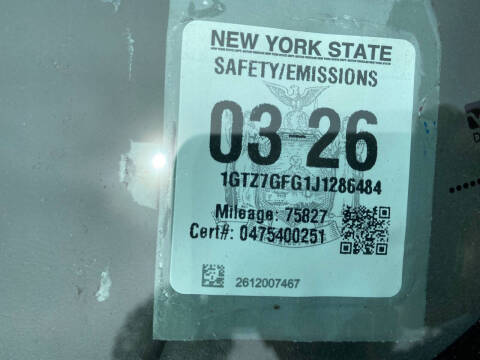 NEW YORK STATE
SAFETY/EMISSIONS
03 26
1GTZ7GFG1J1286484
Mileage: 75827
Cert#: 0475400251
2612007467